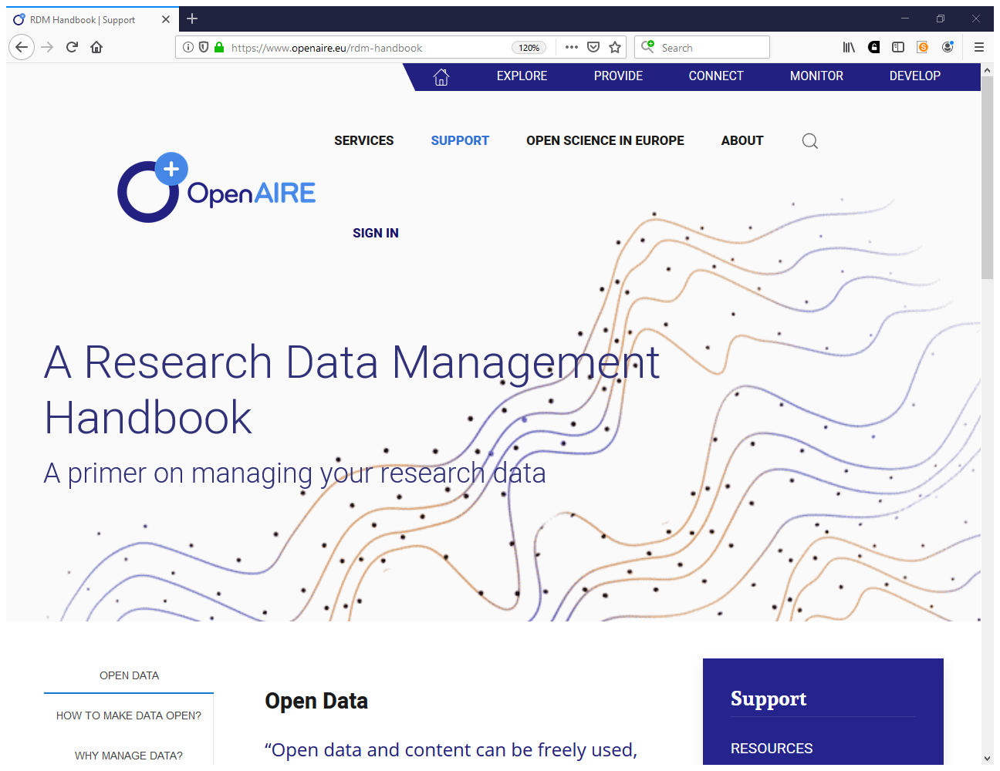 RDM Handbook | Support
https://www.openaire.eu/rdm-handbook
120%
Search
EXPLORE
PROVIDE
CONNECT
MONITOR
DEVELOP
SERVICES
SUPPORT
OPEN SCIENCE IN EUROPE
ABOUT
OpenAIRE
SIGN IN
A Research Data Management
Handbook
A primer on managing your research data
OPEN DATA
HOW TO MAKE DATA OPEN?
WHY MANAGE DATA?
Open Data
“Open data and content can be freely used,
Support
RESOURCES